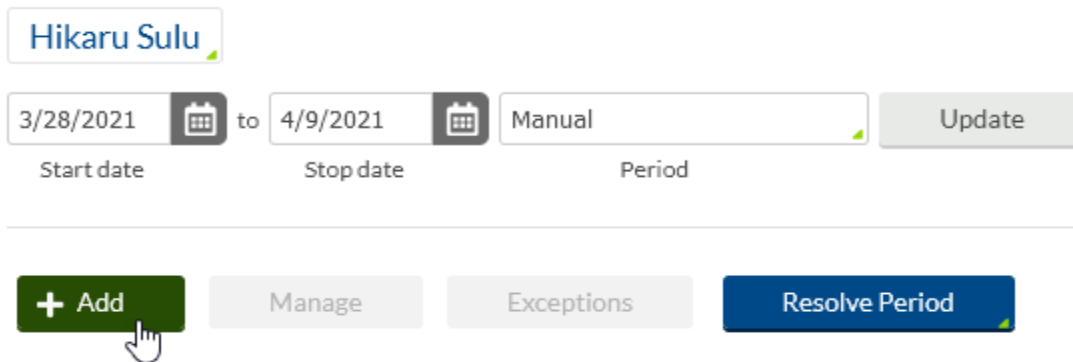 Hikaru Sulu
3/28/2021 to 4/9/2021 Manual Update
Start date Stop date Period
+ Add Manage Exceptions Resolve Period